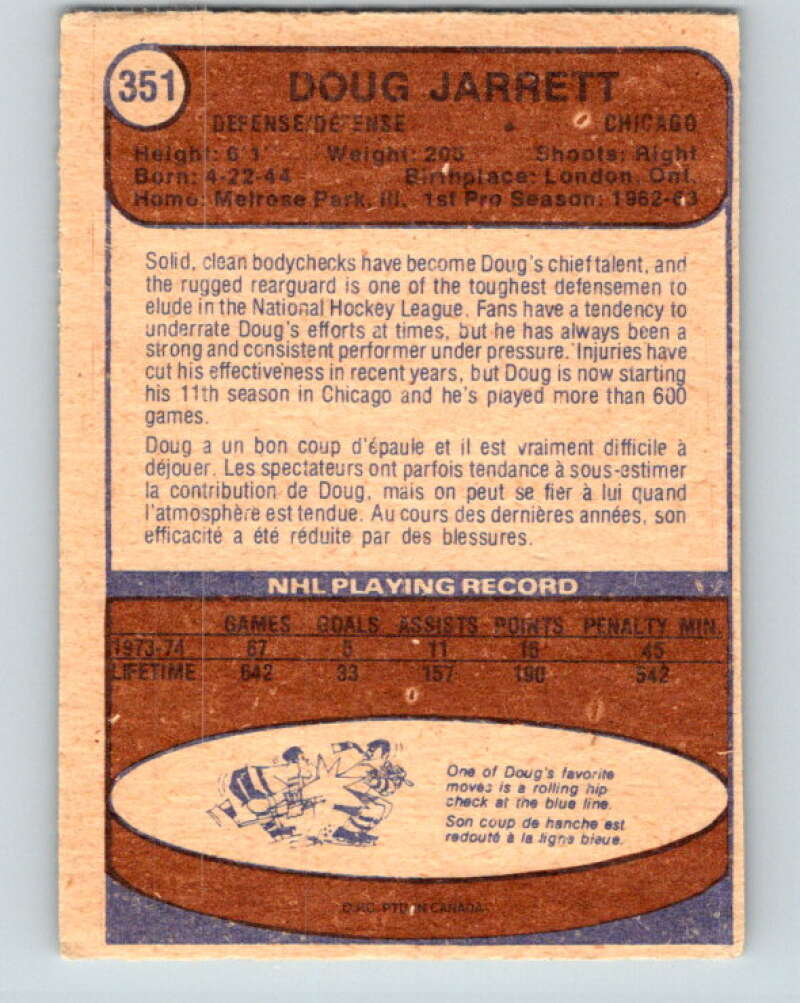 351
DOUG JARRETT
DEFENSE/DÉFENSE CHICAGO
Height: 6'1" Weight: 205 Shoots: Right
Born: 4-22-44 Birthplace: London, Ont.
Home: Melrose Park, Ill. 1st Pro Season: 1962-63
Solid, clean bodychecks have become Doug's chief talent, and
the rugged rearguard is one of the toughest defensemen to
elude in the National Hockey League. Fans have a tendency to
underrate Doug's efforts at times, but he has always been a
strong and consistent performer under pressure. Injuries have
cut his effectiveness in recent years, but Doug is now starting
his 11th season in Chicago and he's played more than 600
games.
Doug a un bon coup d'épaule et il est vraiment difficile à
déjouer. Les spectateurs ont parfois tendance à sous-estimer
la contribution de Doug, mais on peut se fier à lui quand
l'atmosphère est tendue. Au cours des dernières années, son
efficacité a été réduite par des blessures.
NHL PLAYING RECORD
GAMES GOALS ASSISTS POINTS PENALTY MIN.
1973-74 67 5 11 16 45
LIFETIME 642 33 157 190 542
One of Doug's favorite
moves is a rolling hip
check at the blue line.
Son coup de hanche est
redouté à la ligne bleue.
PTD. IN CANADA